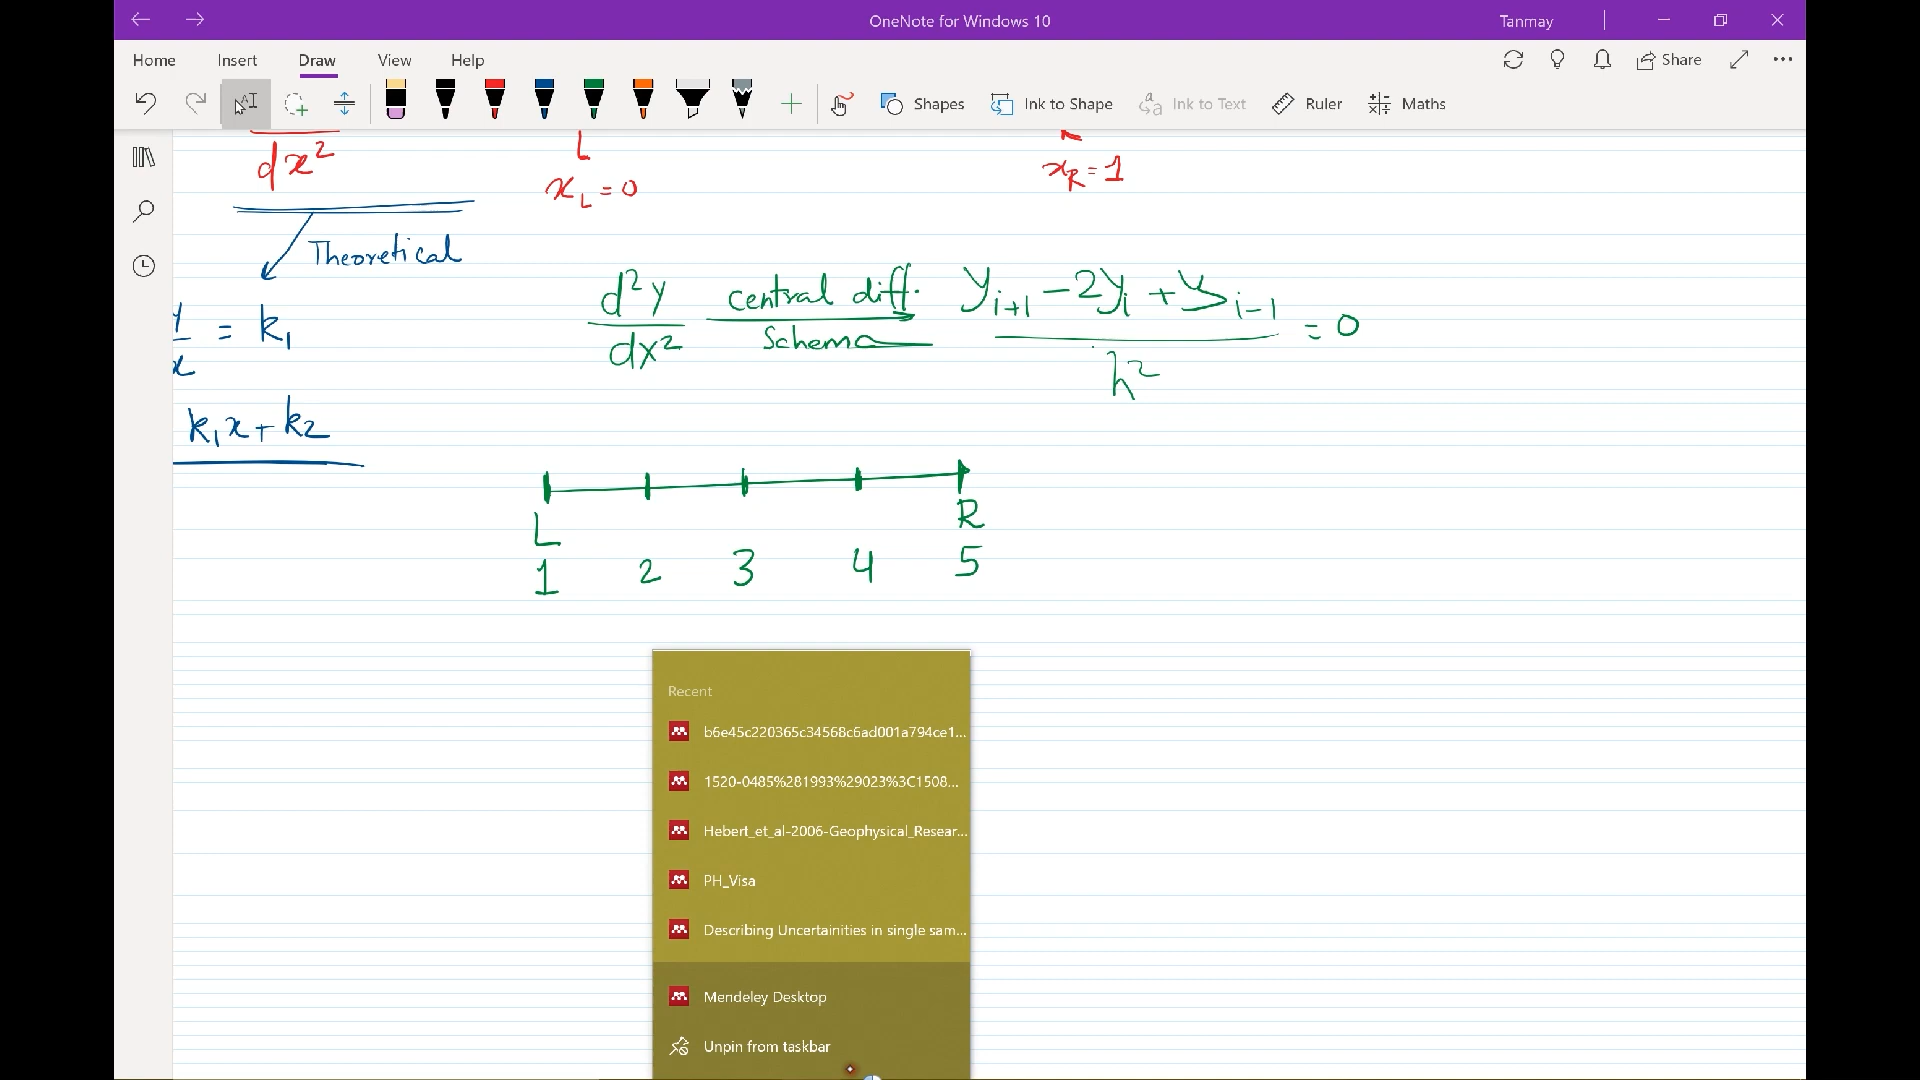 OneNote for Windows 10
Tanmay
Home Insert Draw View Help
Share
Shapes Ink to Shape Ink to Text Ruler Maths
dx²
x_L = 0
x_R = 1
Theoretical
= k₁
k₁x + k₂
d²y central diff. y_{i+1} - 2y_i + y_{i-1} = 0
dx² Schema h²
L R
1 2 3 4 5
Recent
b6e45c220365c34568c6ad001a794ce1...
1520-0485%281993%29023%3C1508...
Hebert_et_al-2006-Geophysical_Resear...
PH_Visa
Describing Uncertainities in single sam...
Mendeley Desktop
Unpin from taskbar